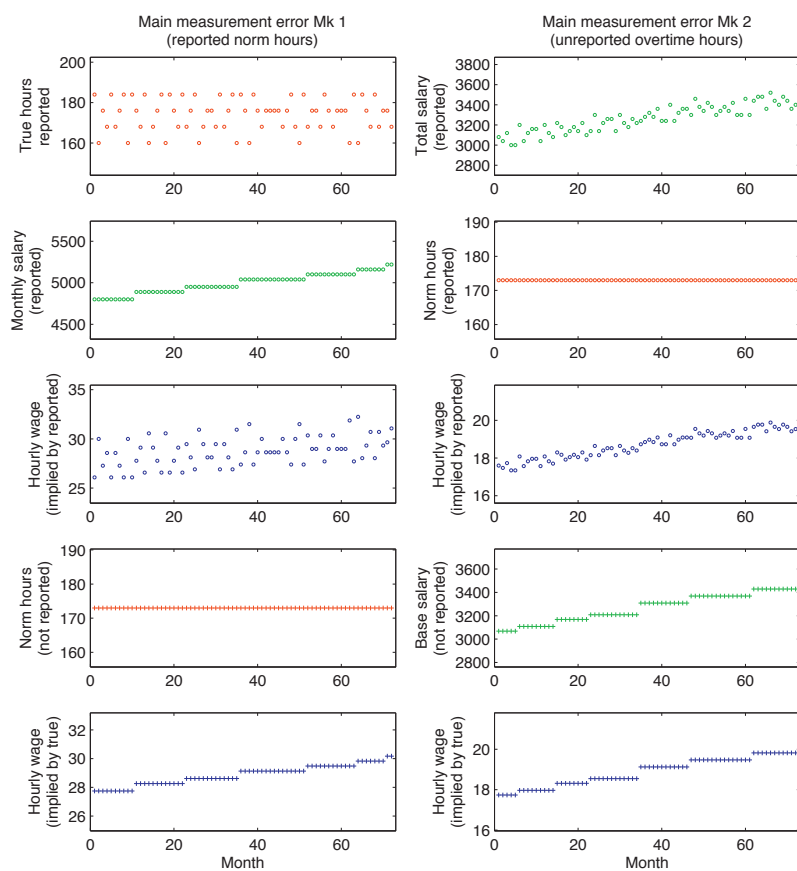 Main measurement error Mk 1
(reported norm hours)
Main measurement error Mk 2
(unreported overtime hours)
True hours
reported
200
180
160
0 20 40 60
Total salary
(reported)
3800
3600
3400
3200
3000
2800
0 20 40 60
Monthly salary
(reported)
5500
5000
4500
0 20 40 60
Norm hours
(reported)
190
180
170
160
0 20 40 60
Hourly wage
(implied by reported)
35
30
25
0 20 40 60
Hourly wage
(implied by reported)
20
18
16
0 20 40 60
Norm hours
(not reported)
190
180
170
160
0 20 40 60
Base salary
(not reported)
3600
3400
3200
3000
2800
0 20 40 60
Hourly wage
(implied by true)
32
30
28
26
0 20 40 60
Month
Hourly wage
(implied by true)
20
18
16
0 20 40 60
Month